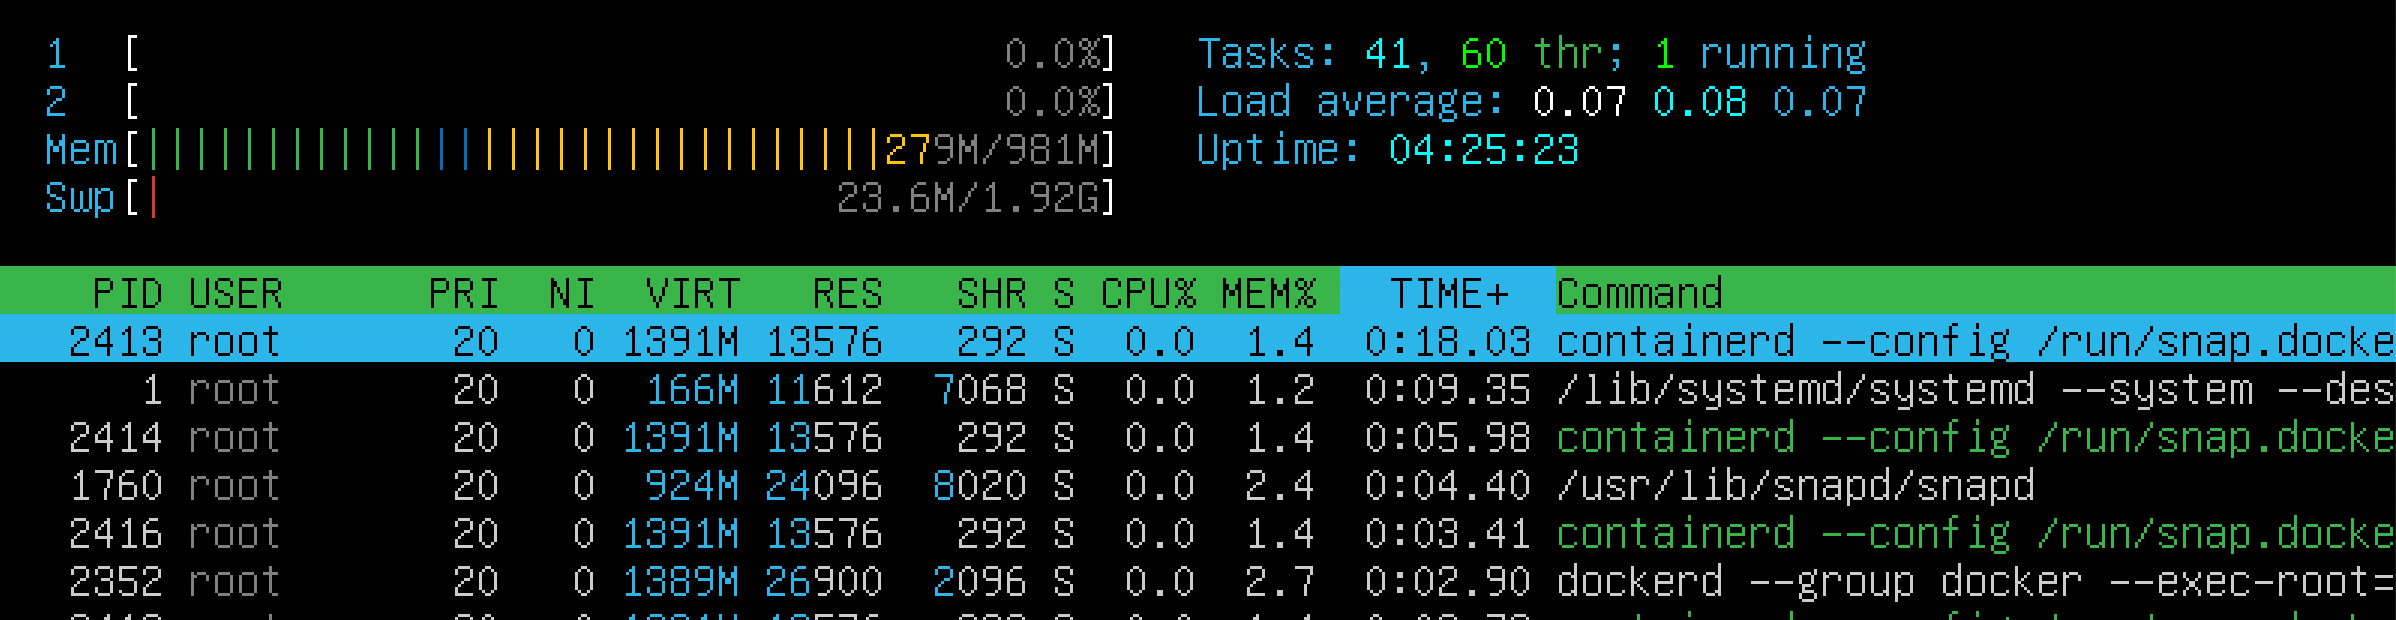 1 [ 0.0%] Tasks: 41, 60 thr; 1 running
2 [ 0.0%] Load average: 0.07 0.08 0.07
Mem[|||||||||||||||||||||||||||||||279M/981M] Uptime: 04:25:23
Swp[| 23.6M/1.92G]
PID USER PRI NI VIRT RES SHR S CPU% MEM% TIME+ Command
2413 root 20 0 1391M 13576 292 S 0.0 1.4 0:18.03 containerd --config /run/snap.docke
1 root 20 0 166M 11612 7068 S 0.0 1.2 0:09.35 /lib/systemd/systemd --system --des
2414 root 20 0 1391M 13576 292 S 0.0 1.4 0:05.98 containerd --config /run/snap.docke
1760 root 20 0 924M 24096 8020 S 0.0 2.4 0:04.40 /usr/lib/snapd/snapd
2416 root 20 0 1391M 13576 292 S 0.0 1.4 0:03.41 containerd --config /run/snap.docke
2352 root 20 0 1389M 26900 2096 S 0.0 2.7 0:02.90 dockerd --group docker --exec-root=